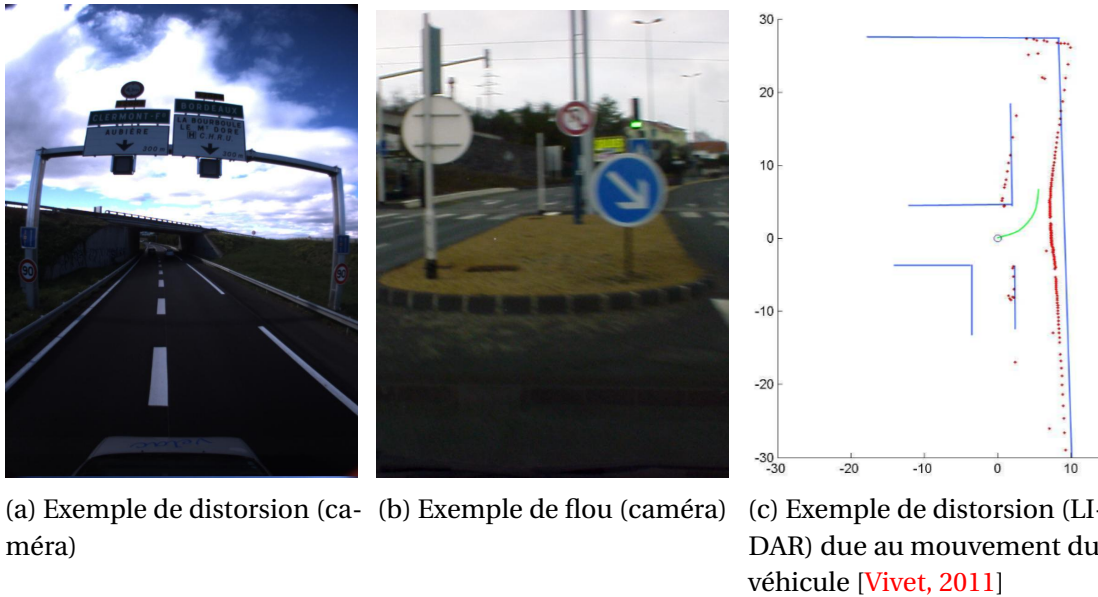 CLERMONT-Fd
AUBIÈRE
200 m
BORDEAUX
LA BOURBOULE
LE Mt DORE
H C.H.R.U
200 m
90
90
30
20
10
0
-10
-20
-30
-30
-20
-10
0
10
(a) Exemple de distorsion (ca-
méra)
(b) Exemple de flou (caméra)
(c) Exemple de distorsion (LI-
DAR) due au mouvement du
véhicule [Vivet, 2011]